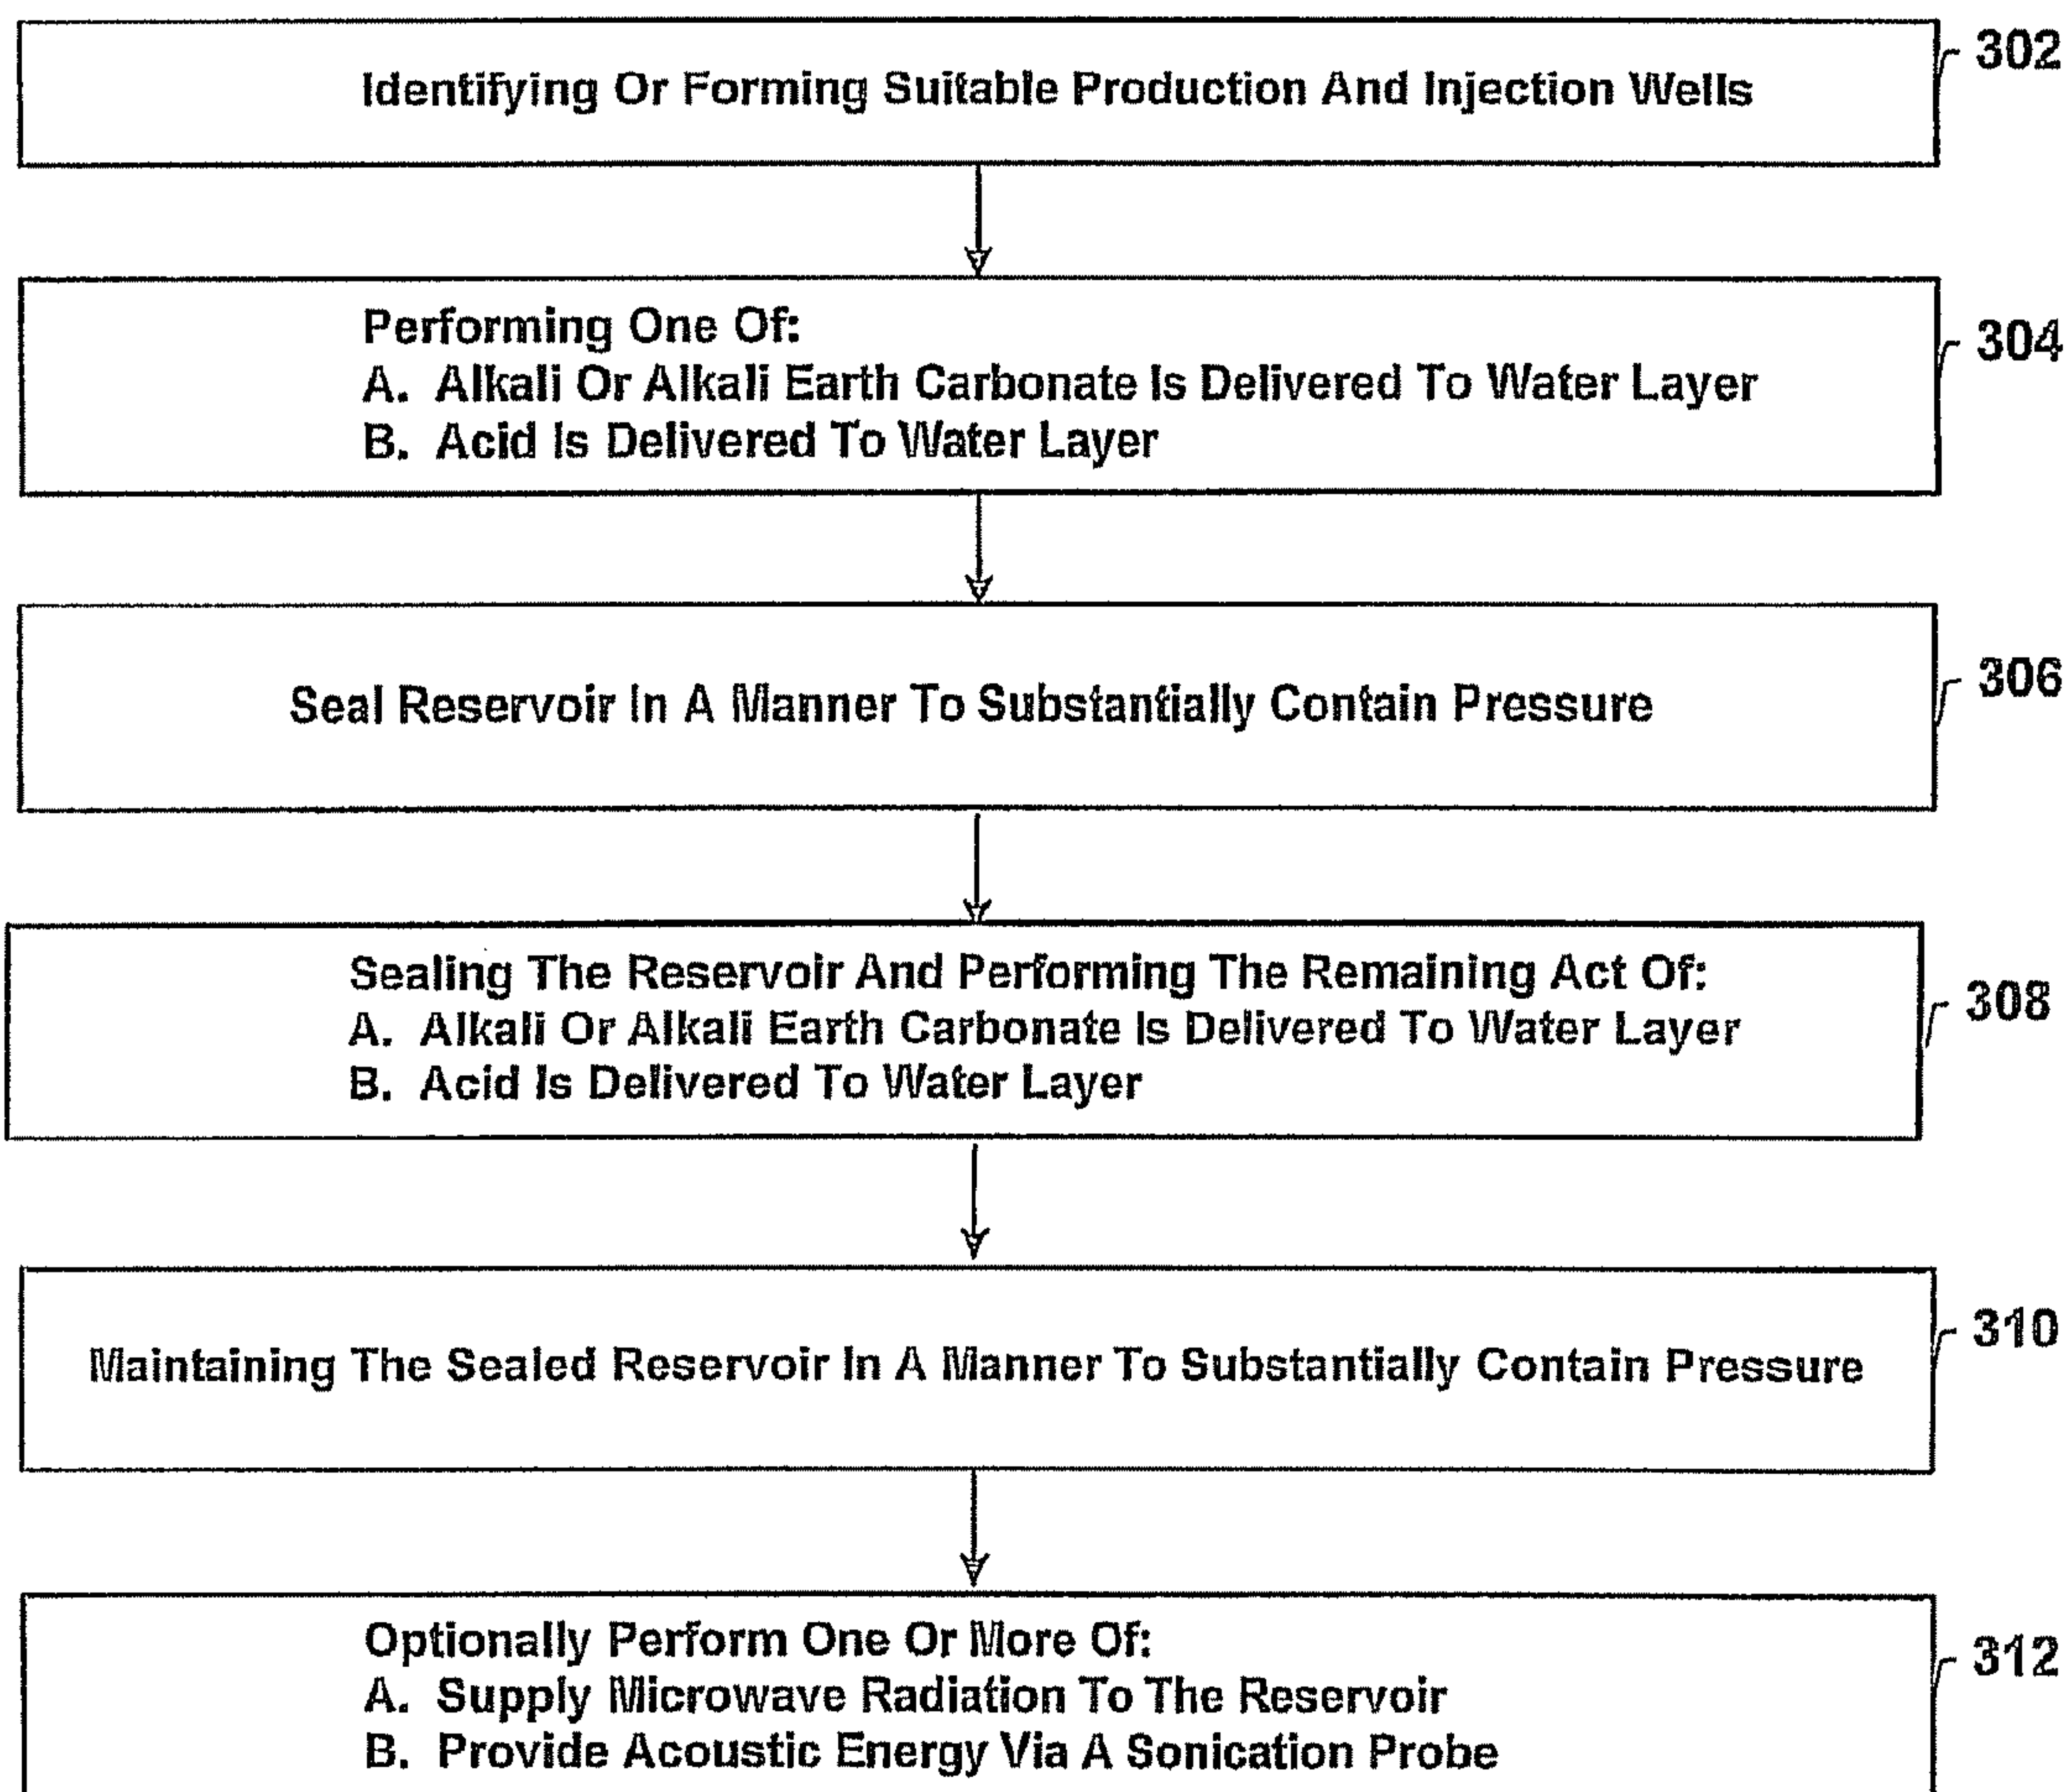 Identifying Or Forming Suitable Production And Injection Wells
302
Performing One Of:
A. Alkali Or Alkali Earth Carbonate Is Delivered To Water Layer
B. Acid Is Delivered To Water Layer
304
Seal Reservoir In A Manner To Substantially Contain Pressure
306
Sealing The Reservoir And Performing The Remaining Act Of:
A. Alkali Or Alkali Earth Carbonate Is Delivered To Water Layer
B. Acid Is Delivered To Water Layer
308
Maintaining The Sealed Reservoir In A Manner To Substantially Contain Pressure
310
Optionally Perform One Or More Of:
A. Supply Microwave Radiation To The Reservoir
B. Provide Acoustic Energy Via A Sonication Probe
312